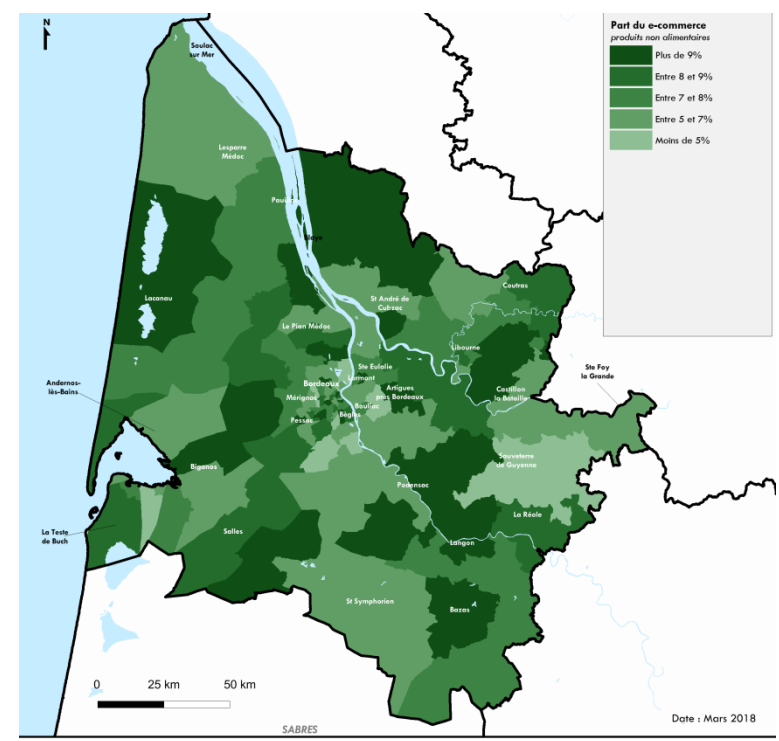 N
Part du e-commerce
produits non alimentaires
Plus de 9%
Entre 8 et 9%
Entre 7 et 8%
Entre 5 et 7%
Moins de 5%
Soulac
sur Mer
Lesparre
Médoc
Pauillac
Blaye
Lacanau
St André de
Cubzac
Coutras
Le Pian Médoc
Libourne
Ste Eulalie
Lormont
Ste Foy
la Grande
Andernos-
lès-Bains
Bordeaux
Artigues
près Bordeaux
Castillon
la Bataille
Mérignac
Bouliac
Bègles
Pessac
Biganos
Sauveterre
de Guyenne
Podensac
La Réole
La Teste
de Buch
Salles
Langon
St Symphorien
Bazas
0 25 km 50 km
Date : Mars 2018
SABRES